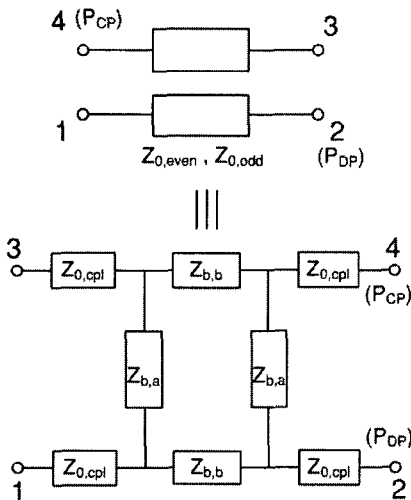 4 (P_CP) 3
1 2
Z_0,even , Z_0,odd (P_DP)
3 4
Z_0,cpl Z_b,b Z_0,cpl
(P_CP)
Z_b,a Z_b,a
(P_DP)
Z_0,cpl Z_b,b Z_0,cpl
1 2